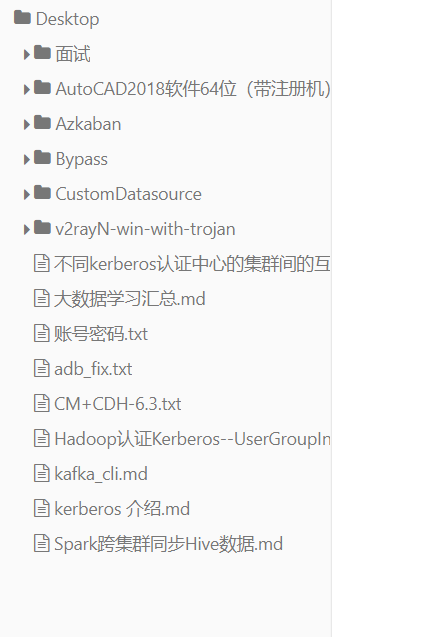 Desktop
面试
AutoCAD2018软件64位（带注册机）
Azkaban
Bypass
CustomDatasource
v2rayN-win-with-trojan
不同kerberos认证中心的集群间的互
大数据学习汇总.md
账号密码.txt
adb_fix.txt
CM+CDH-6.3.txt
Hadoop认证Kerberos--UserGroupIn
kafka_cli.md
kerberos 介绍.md
Spark跨集群同步Hive数据.md